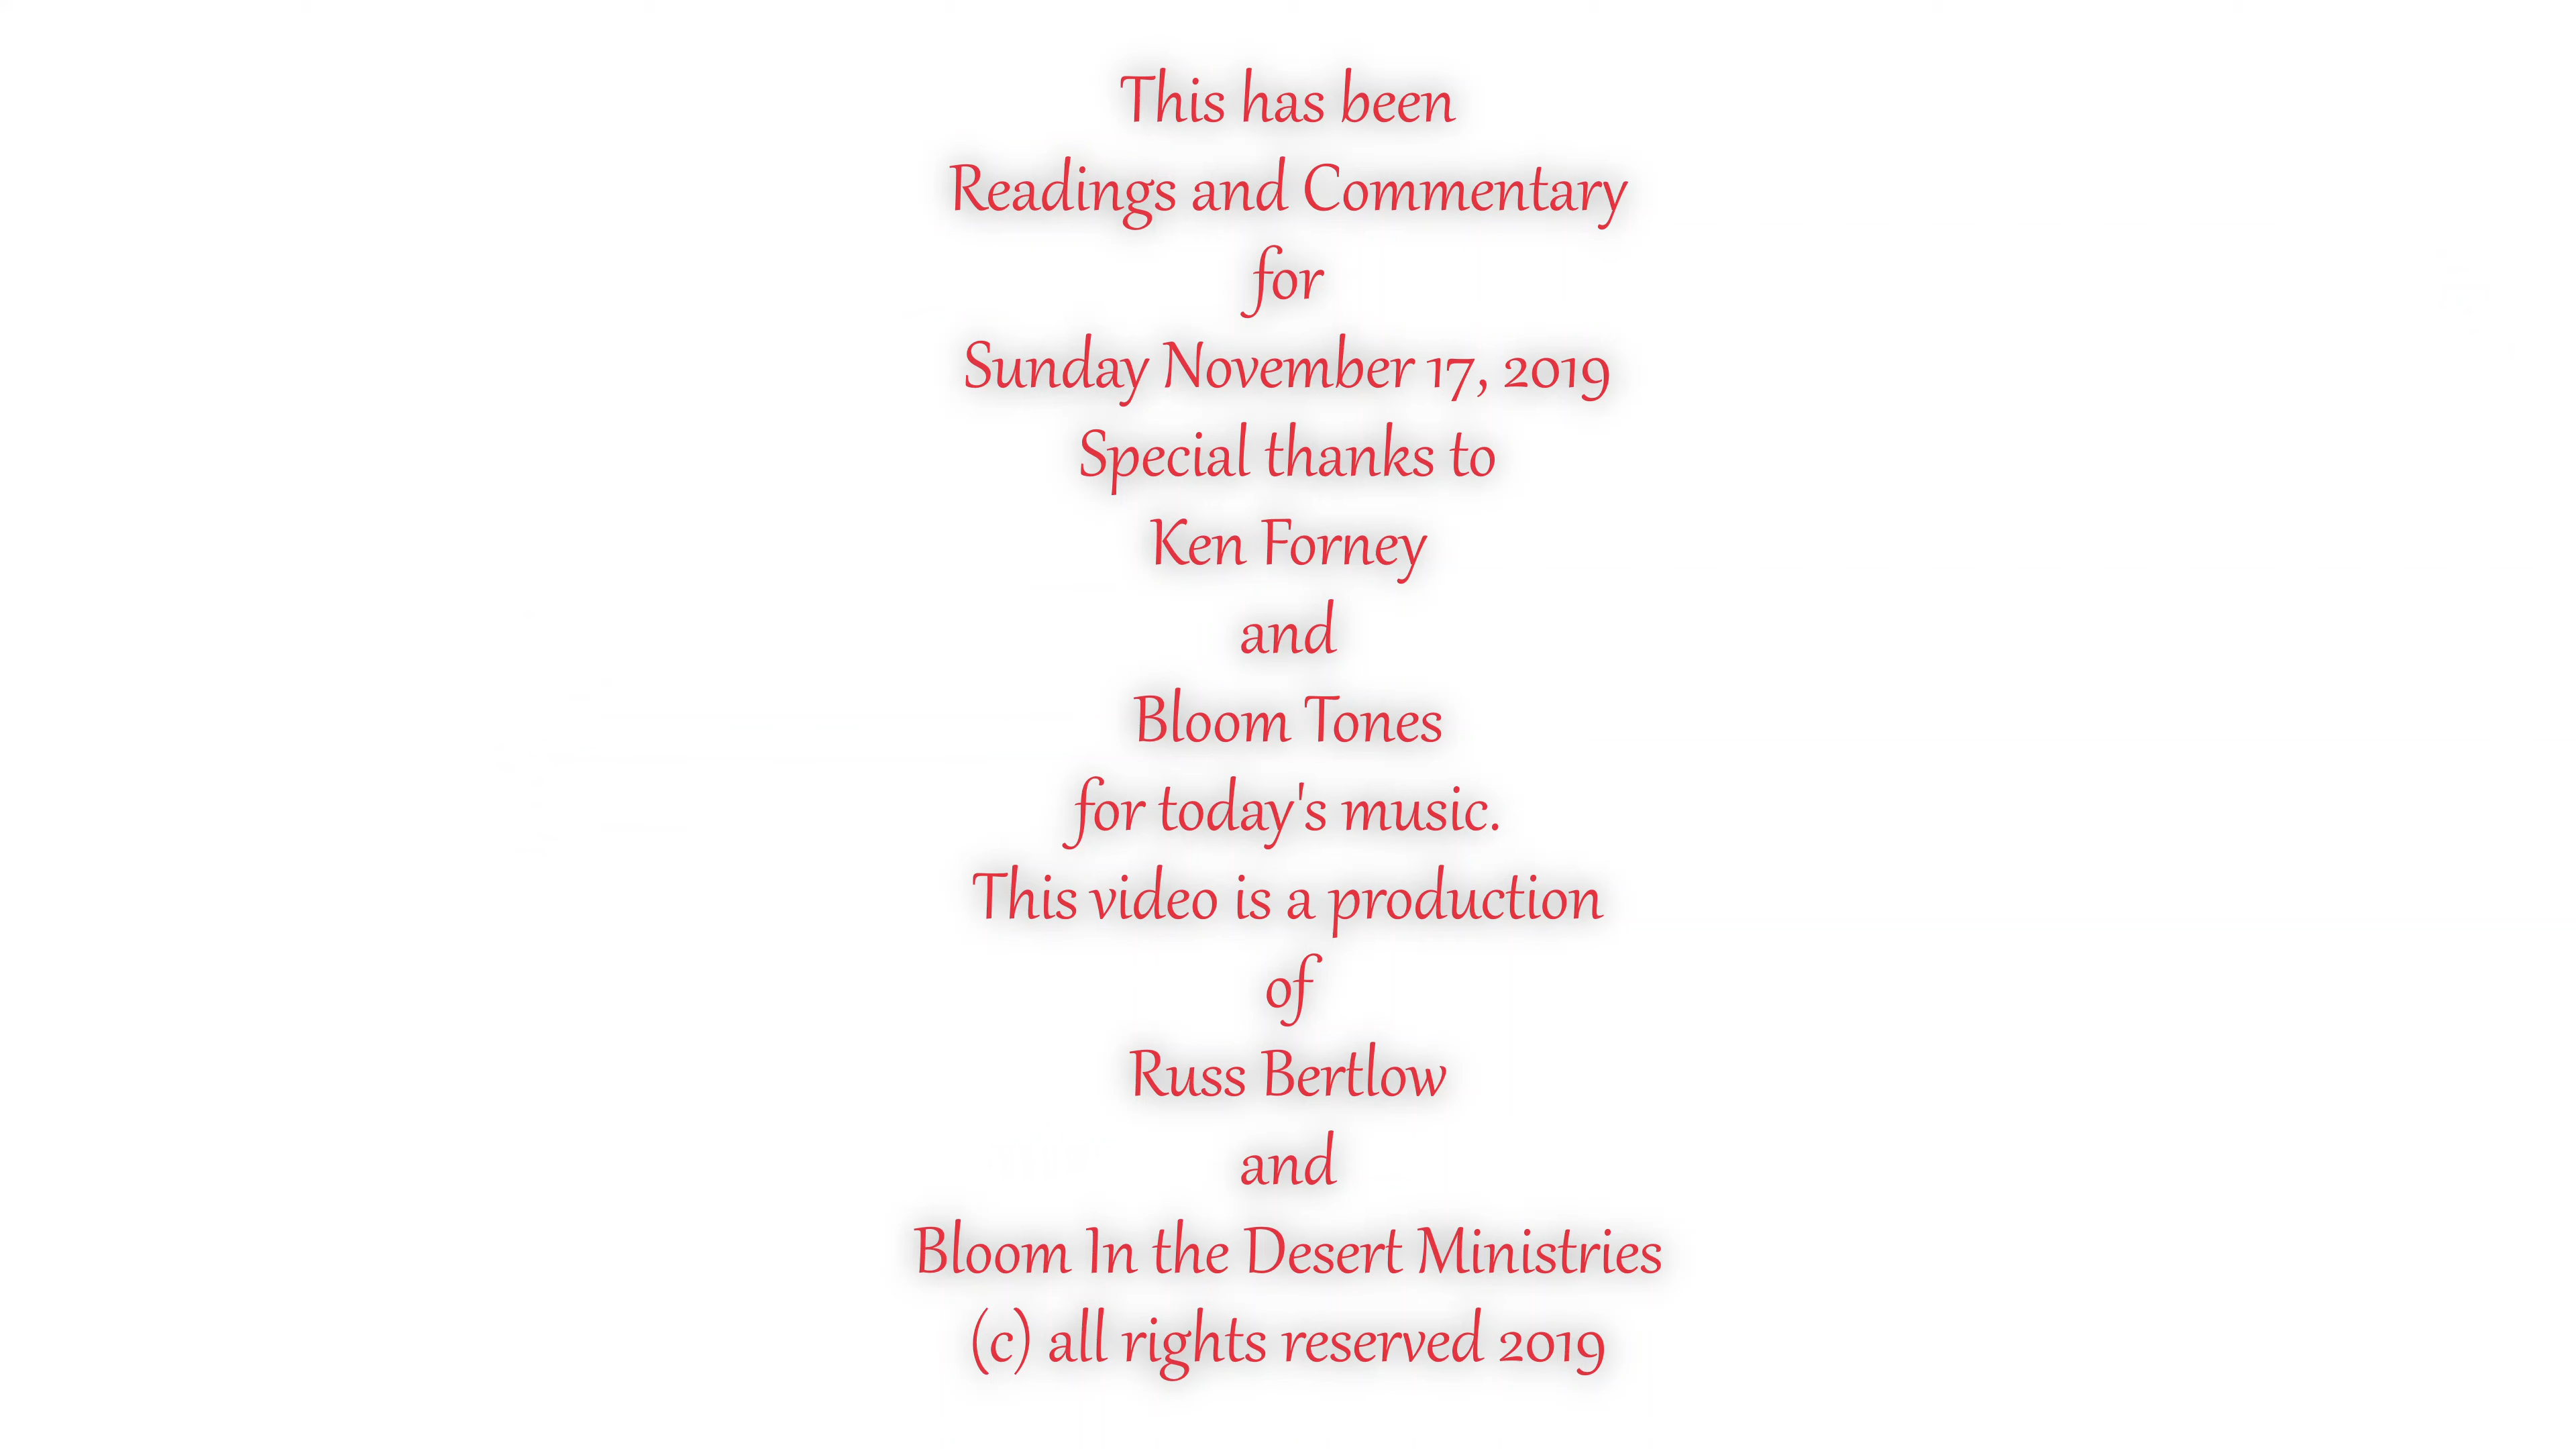 This has been
Readings and Commentary
for
Sunday November 17, 2019
Special thanks to
Ken Forney
and
Bloom Tones
for today's music.
This video is a production
of
Russ Bertlow
and
Bloom In the Desert Ministries
(c) all rights reserved 2019